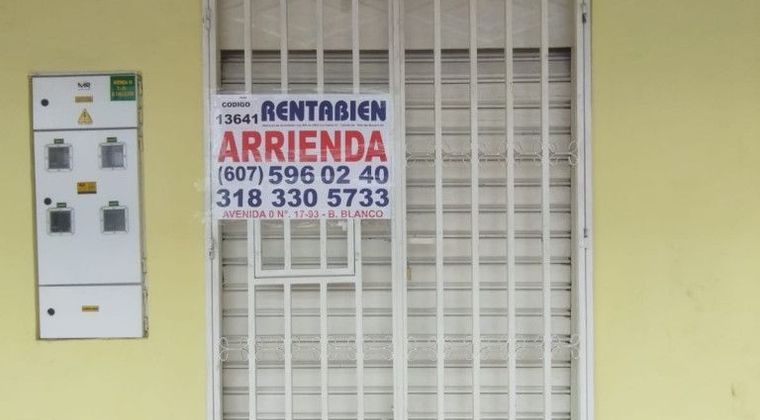 CODIGO
13641
RENTABIEN
ARRIENDA
(607) 596 02 40
318 330 5733
AVENIDA 0 N°. 17-93 - B. BLANCO